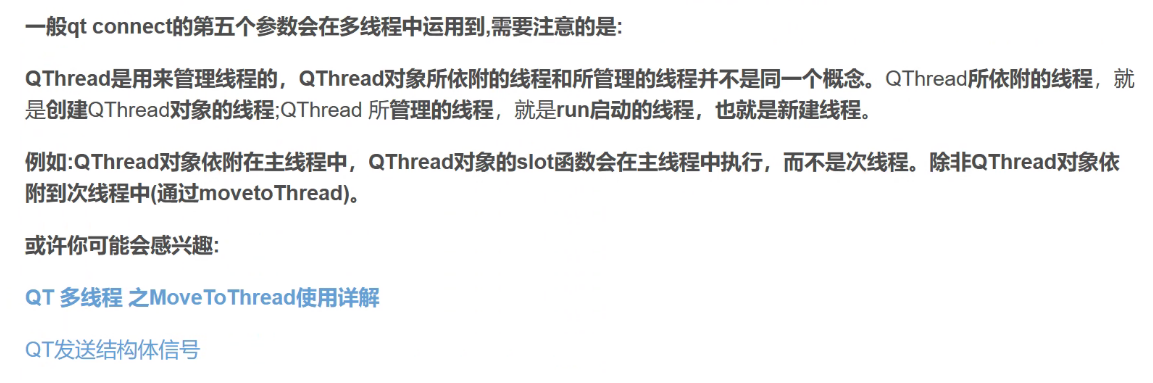 一般qt connect的第五个参数会在多线程中运用到,需要注意的是:
QThread是用来管理线程的，QThread对象所依附的线程和所管理的线程并不是同一个概念。QThread所依附的线程，就
是创建QThread对象的线程;QThread 所管理的线程，就是run启动的线程，也就是新建线程。
例如:QThread对象依附在主线程中，QThread对象的slot函数会在主线程中执行，而不是次线程。除非QThread对象依
附到次线程中(通过movetoThread)。
或许你可能会感兴趣:
QT 多线程 之MoveToThread使用详解
QT发送结构体信号